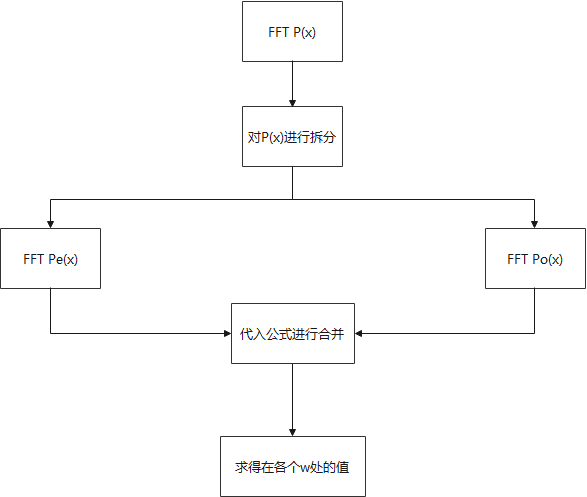 FFT P(x)
对P(x)进行拆分
FFT Pe(x)
FFT Po(x)
代入公式进行合并
求得在各个w处的值